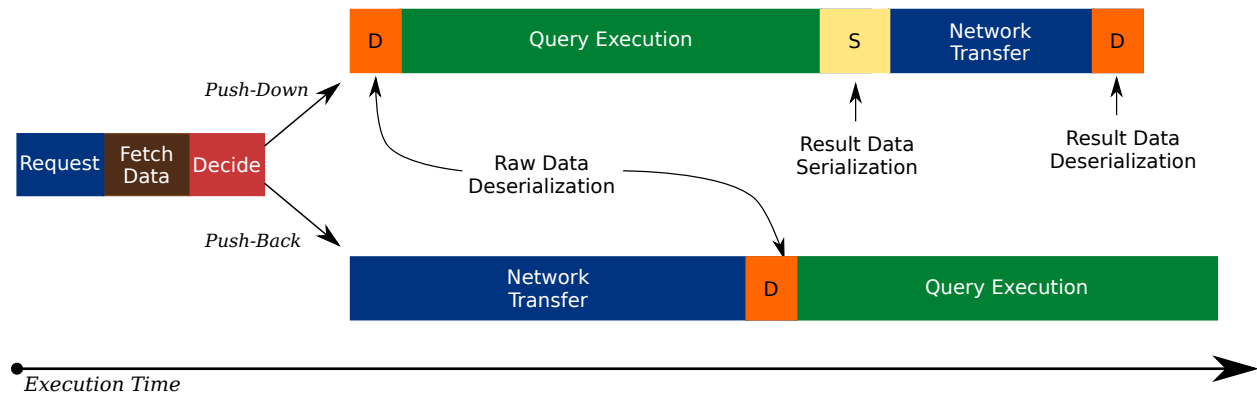 D
Query Execution
S
Network
Transfer
D
Push-Down
Request
Fetch
Data
Decide
Raw Data
Deserialization
Result Data
Serialization
Result Data
Deserialization
Push-Back
Network
Transfer
D
Query Execution
Execution Time